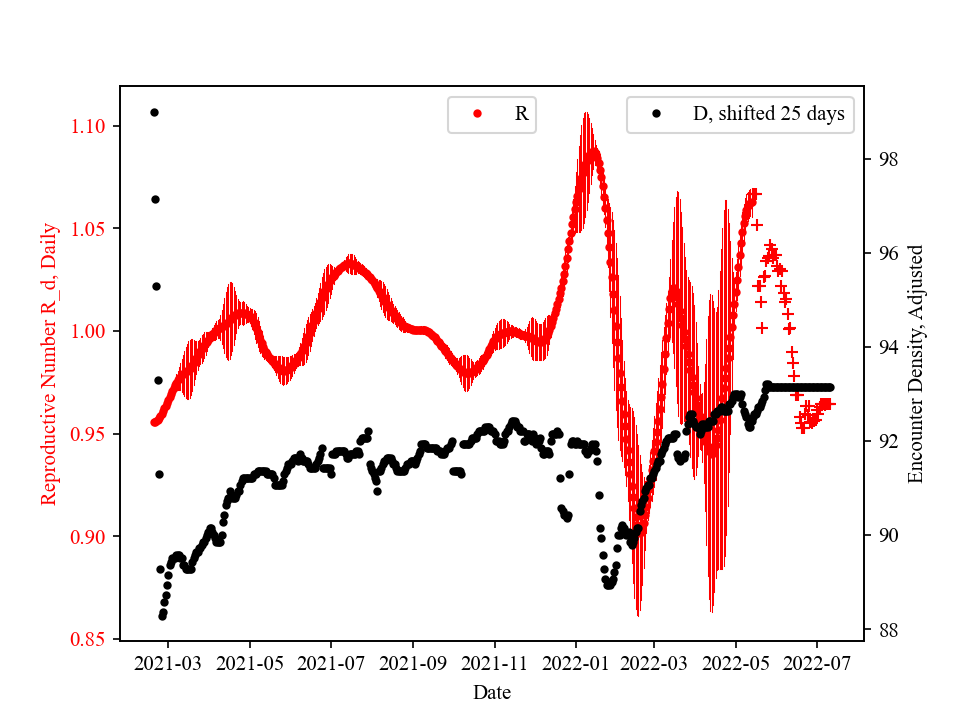 R
D, shifted 25 days
1.10
1.05
1.00
0.95
0.90
0.85
Reproductive Number R_d, Daily
98
96
94
92
90
88
Encounter Density, Adjusted
2021-03 2021-05 2021-07 2021-09 2021-11 2022-01 2022-03 2022-05 2022-07
Date